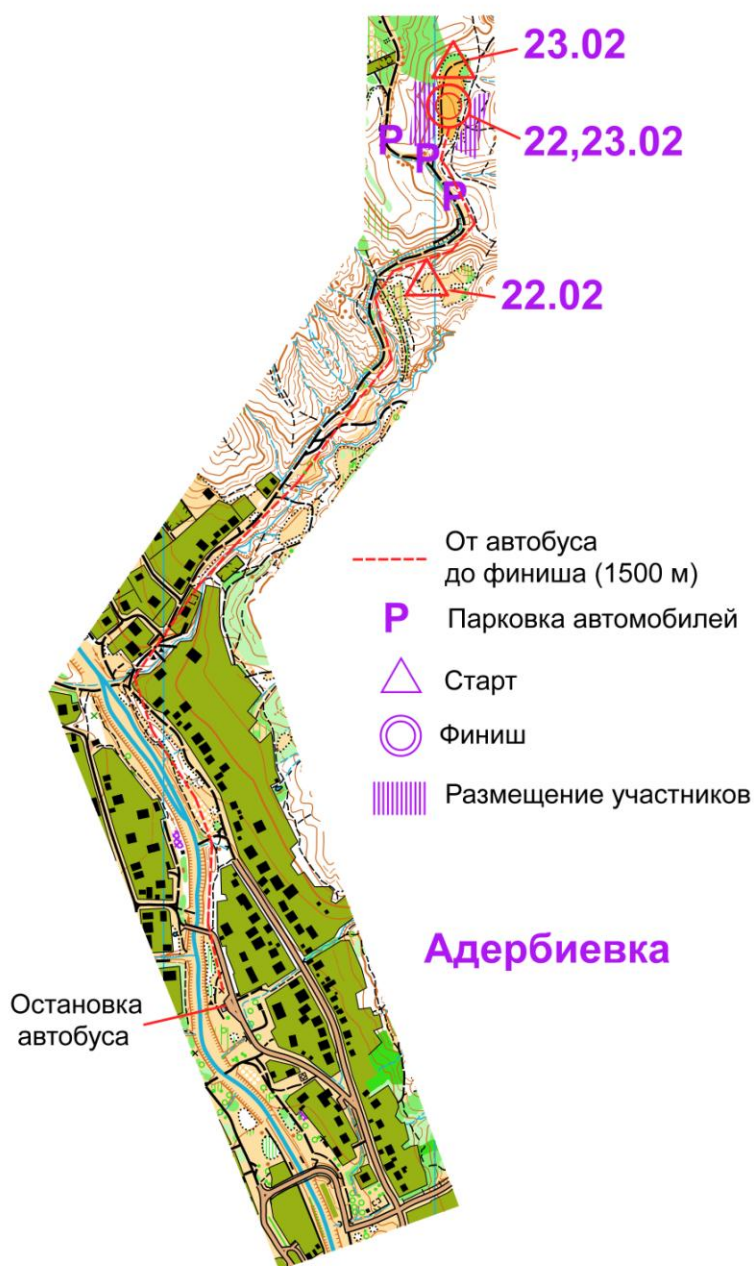 23.02
22,23.02
P
P
P
22.02
От автобуса
до финиша (1500 м)
P Парковка автомобилей
Старт
Финиш
Размещение участников
Адербиевка
Остановка
автобуса